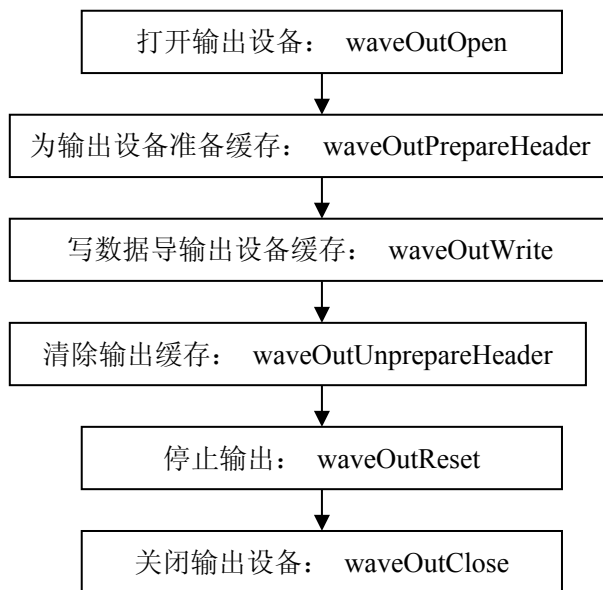 打开输出设备: waveOutOpen
为输出设备准备缓存: waveOutPrepareHeader
写数据导输出设备缓存: waveOutWrite
清除输出缓存: waveOutUnprepareHeader
停止输出: waveOutReset
关闭输出设备: waveOutClose